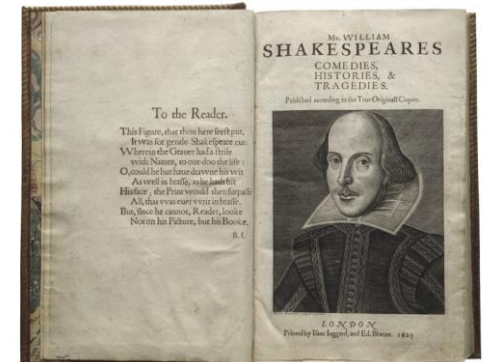 To the Reader.
This Figure, that thou here seest put,
It was for gentle Shakespeare cut:
Wherein the Graver had a strife
with Nature, to out-doo the life:
O, could he but haue drawne his wit
As well in brasse, as he hath hit
His face, the Print would then surpasse
All, that vvas euer vvrit in brasse.
But, since he cannot, Reader, looke
Not on his Picture, but his Booke.
B. I.
Mr. WILLIAM
SHAKESPEARES
COMEDIES,
HISTORIES, &
TRAGEDIES.
Published according to the True Originall Copies.
LONDON
Printed by Isaac Iaggard, and Ed. Blount. 1623